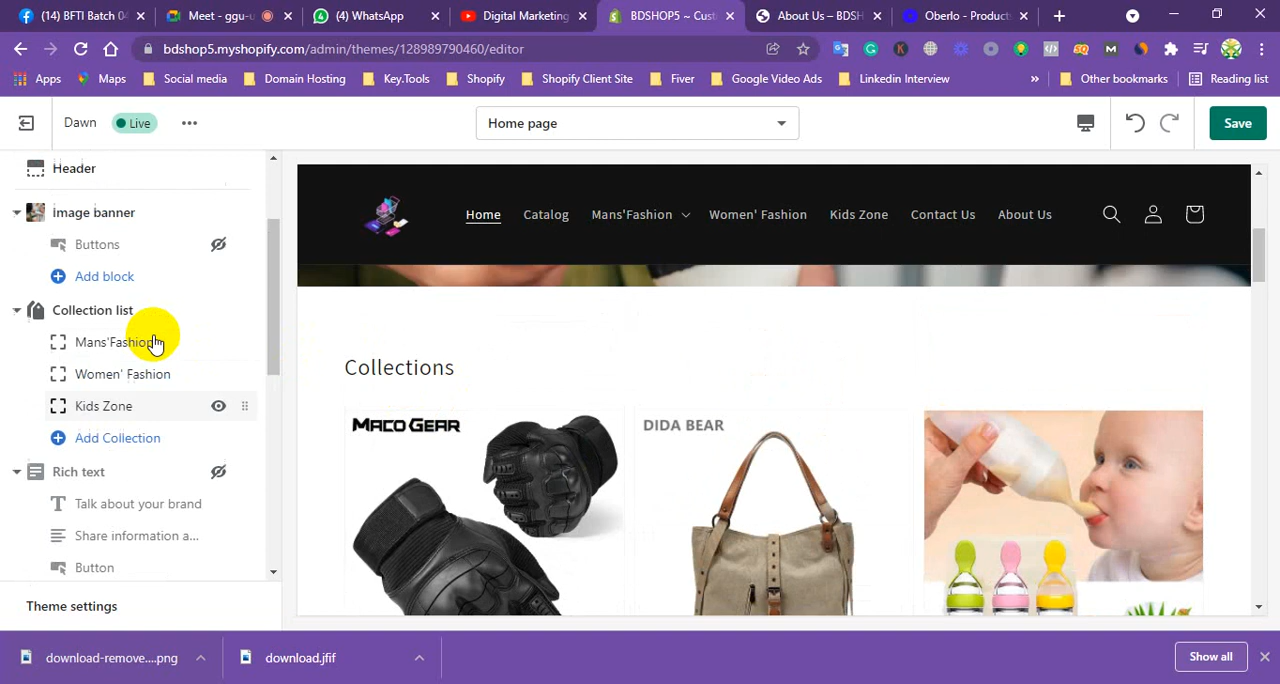 (14) BFTI Batch 04
Meet - ggu-u
(4) WhatsApp
Digital Marketing
BDSHOP5 ~ Cust
About Us – BDSH
Oberlo - Products
bdshop5.myshopify.com/admin/themes/128989790460/editor
Apps
Maps
Social media
Domain Hosting
Key.Tools
Shopify
Shopify Client Site
Fiver
Google Video Ads
Linkedin Interview
»
Other bookmarks
Reading list
Dawn
Live
Home page
Save
Header
Image banner
Buttons
Add block
Collection list
Mans'Fashion
Women' Fashion
Kids Zone
Add Collection
Rich text
Talk about your brand
Share information a...
Button
Theme settings
Home
Catalog
Mans'Fashion
Women' Fashion
Kids Zone
Contact Us
About Us
Collections
MACO GEAR
DIDA BEAR
download-remove....png
download.jfif
Show all